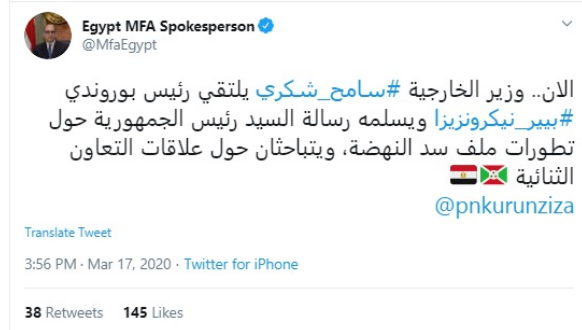 Egypt MFA Spokesperson
@MfaEgypt
الان.. وزير الخارجية #سامح_شكري يلتقي رئيس بوروندي
#بيير_نيكرونزيزا ويسلمه رسالة السيد رئيس الجمهورية حول
تطورات ملف سد النهضة، ويتباحثان حول علاقات التعاون
الثنائية 🇧🇮🇪🇬
@pnkurunziza
Translate Tweet
3:56 PM · Mar 17, 2020 · Twitter for iPhone
38 Retweets 145 Likes